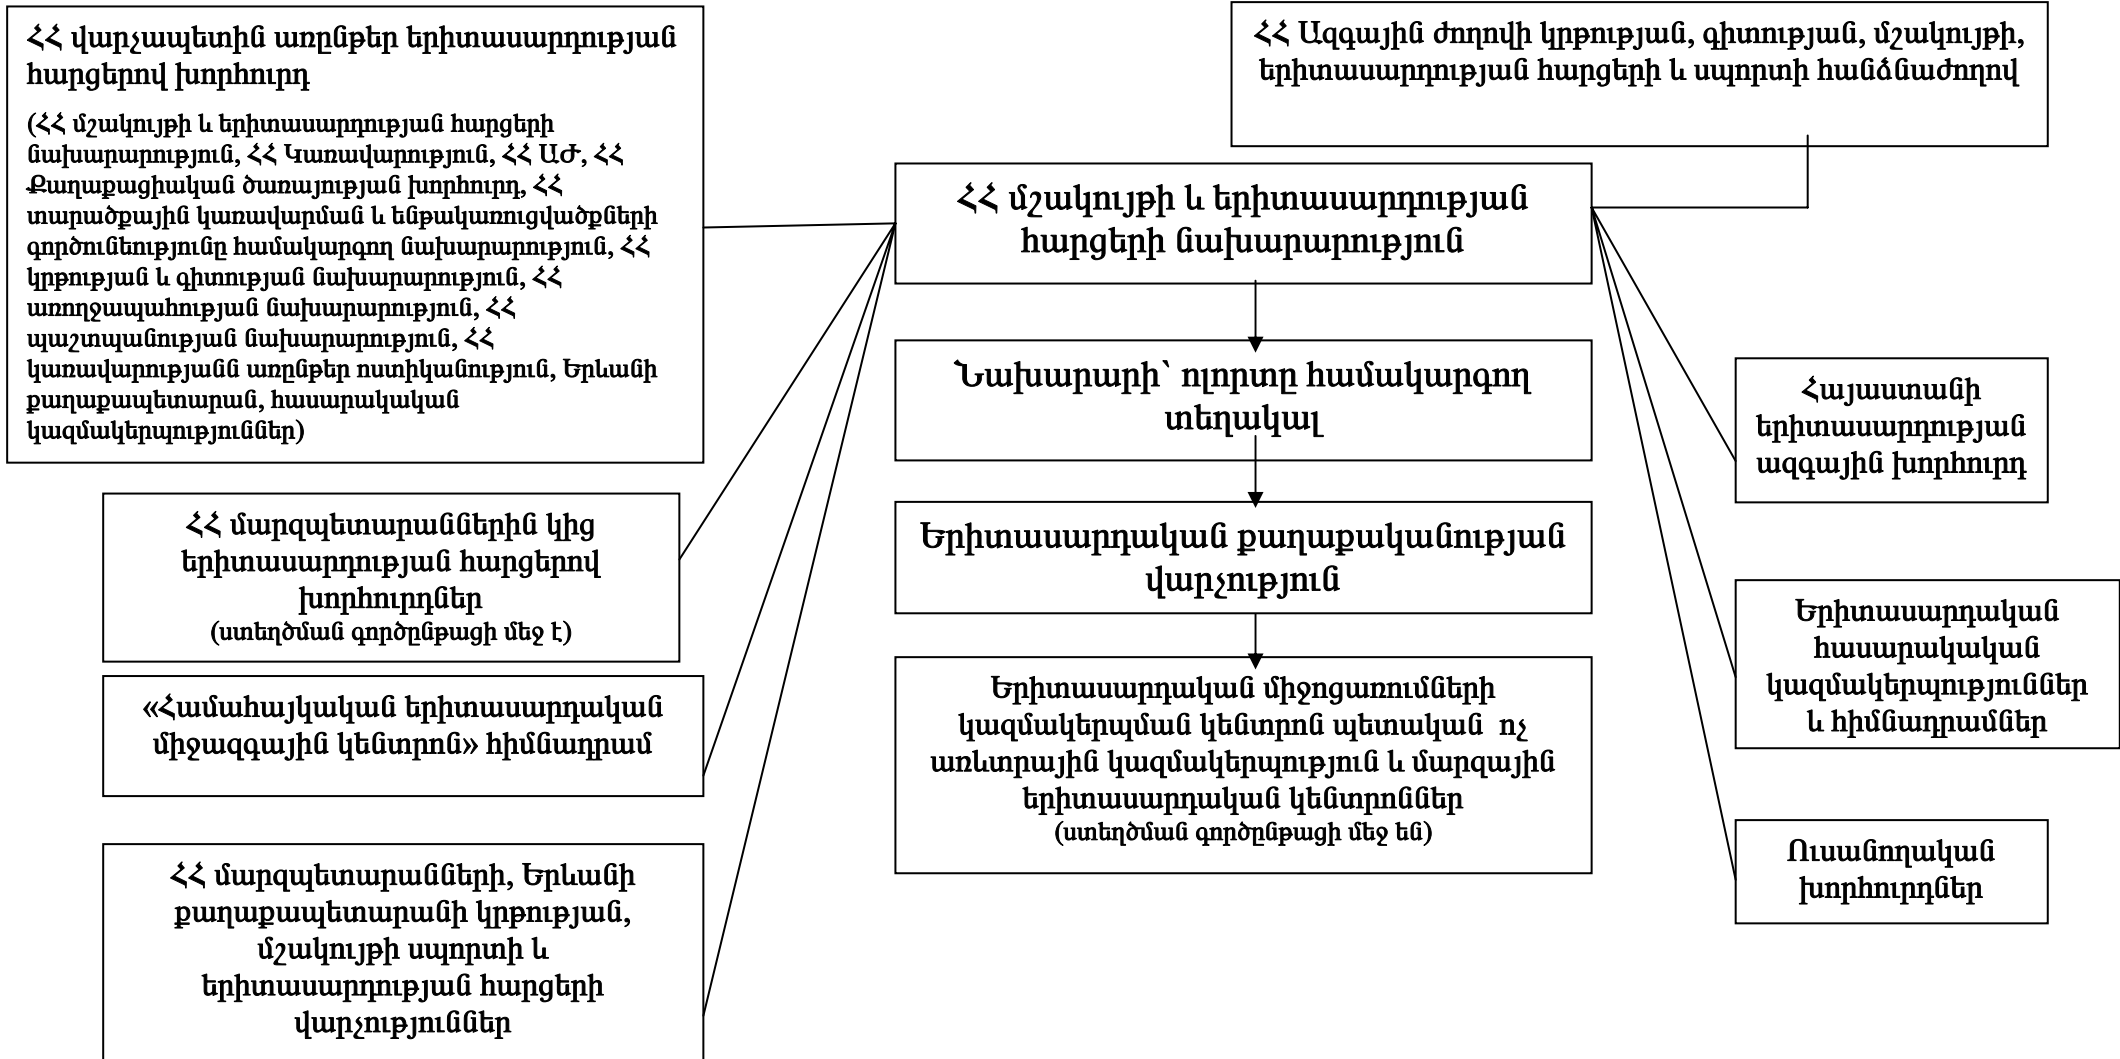 ՀՀ վարչապետին առընթեր երիտասարդության
հարցերով խորհուրդ
(ՀՀ մշակույթի և երիտասարդության հարցերի
նախարարություն, ՀՀ Կառավարություն, ՀՀ ԱԺ, ՀՀ
Քաղաքացիական ծառայության խորհուրդ, ՀՀ
տարածքային կառավարման և ենթակառուցվածքների
գործունեությունը համակարգող նախարարություն, ՀՀ
կրթության և գիտության նախարարություն, ՀՀ
առողջապահության նախարարություն, ՀՀ
պաշտպանության նախարարություն, ՀՀ
կառավարությանն առընթեր ոստիկանություն, Երևանի
քաղաքապետարան, հասարակական
կազմակերպություններ)
ՀՀ մարզպետարաններին կից
երիտասարդության հարցերով
խորհուրդներ
(ստեղծման գործընթացի մեջ է)
«Համահայկական երիտասարդական
միջազգային կենտրոն» հիմնադրամ
ՀՀ մարզպետարանների, Երևանի
քաղաքապետարանի կրթության,
մշակույթի սպորտի և
երիտասարդության հարցերի
վարչություններ
ՀՀ մշակույթի և երիտասարդության
հարցերի նախարարություն
Նախարարի՝ ոլորտը համակարգող
տեղակալ
Երիտասարդական քաղաքականության
վարչություն
Երիտասարդական միջոցառումների
կազմակերպման կենտրոն պետական ոչ
առևտրային կազմակերպություն և մարզային
երիտասարդական կենտրոններ
(ստեղծման գործընթացի մեջ են)
ՀՀ Ազգային ժողովի կրթության, գիտության, մշակույթի,
երիտասարդության հարցերի և սպորտի հանձնաժողով
Հայաստանի
երիտասարդության
ազգային խորհուրդ
Երիտասարդական
հասարակական
կազմակերպություններ
և հիմնադրամներ
Ուսանողական
խորհուրդներ